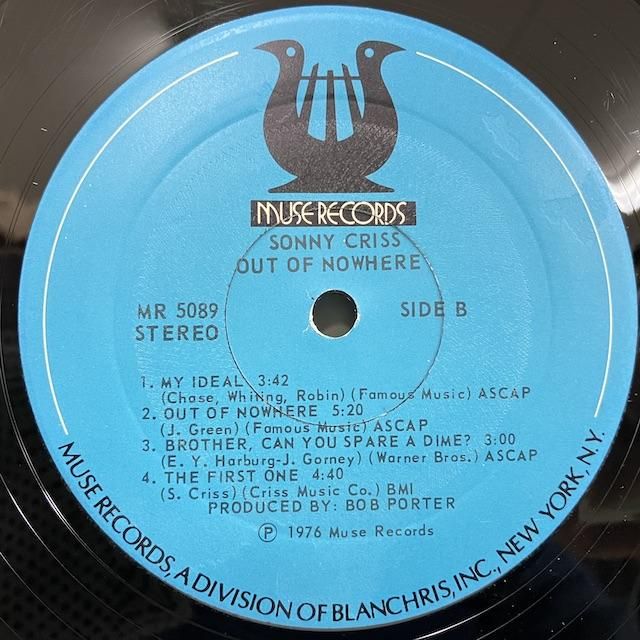 MUSE RECORDS
SONNY CRISS
OUT OF NOWHERE
MR 5089
STEREO
SIDE B
1. MY IDEAL 3:42
(Chase, Whiting, Robin) (Famous Music) ASCAP
2. OUT OF NOWHERE 5:20
(J. Green) (Famous Music) ASCAP
3. BROTHER, CAN YOU SPARE A DIME? 3:00
(E. Y. Harburg-J. Gorney) (Warner Bros.) ASCAP
4. THE FIRST ONE 4:40
(S. Criss) (Criss Music Co.) BMI
PRODUCED BY: BOB PORTER
Ⓟ 1976 Muse Records
MUSE RECORDS, A DIVISION OF BLANCHRIS, INC., NEW YORK, N.Y.